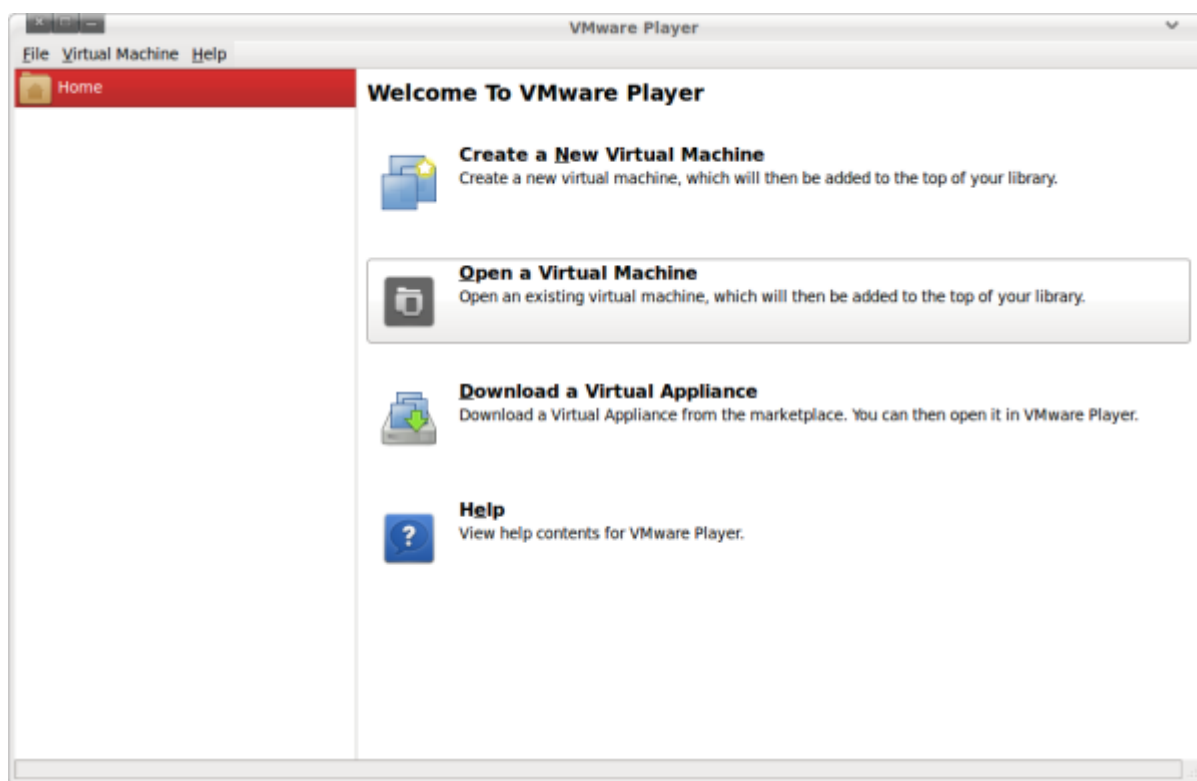 VMware Player
File Virtual Machine Help
Home
Welcome To VMware Player
Create a New Virtual Machine
Create a new virtual machine, which will then be added to the top of your library.
Open a Virtual Machine
Open an existing virtual machine, which will then be added to the top of your library.
Download a Virtual Appliance
Download a Virtual Appliance from the marketplace. You can then open it in VMware Player.
Help
View help contents for VMware Player.